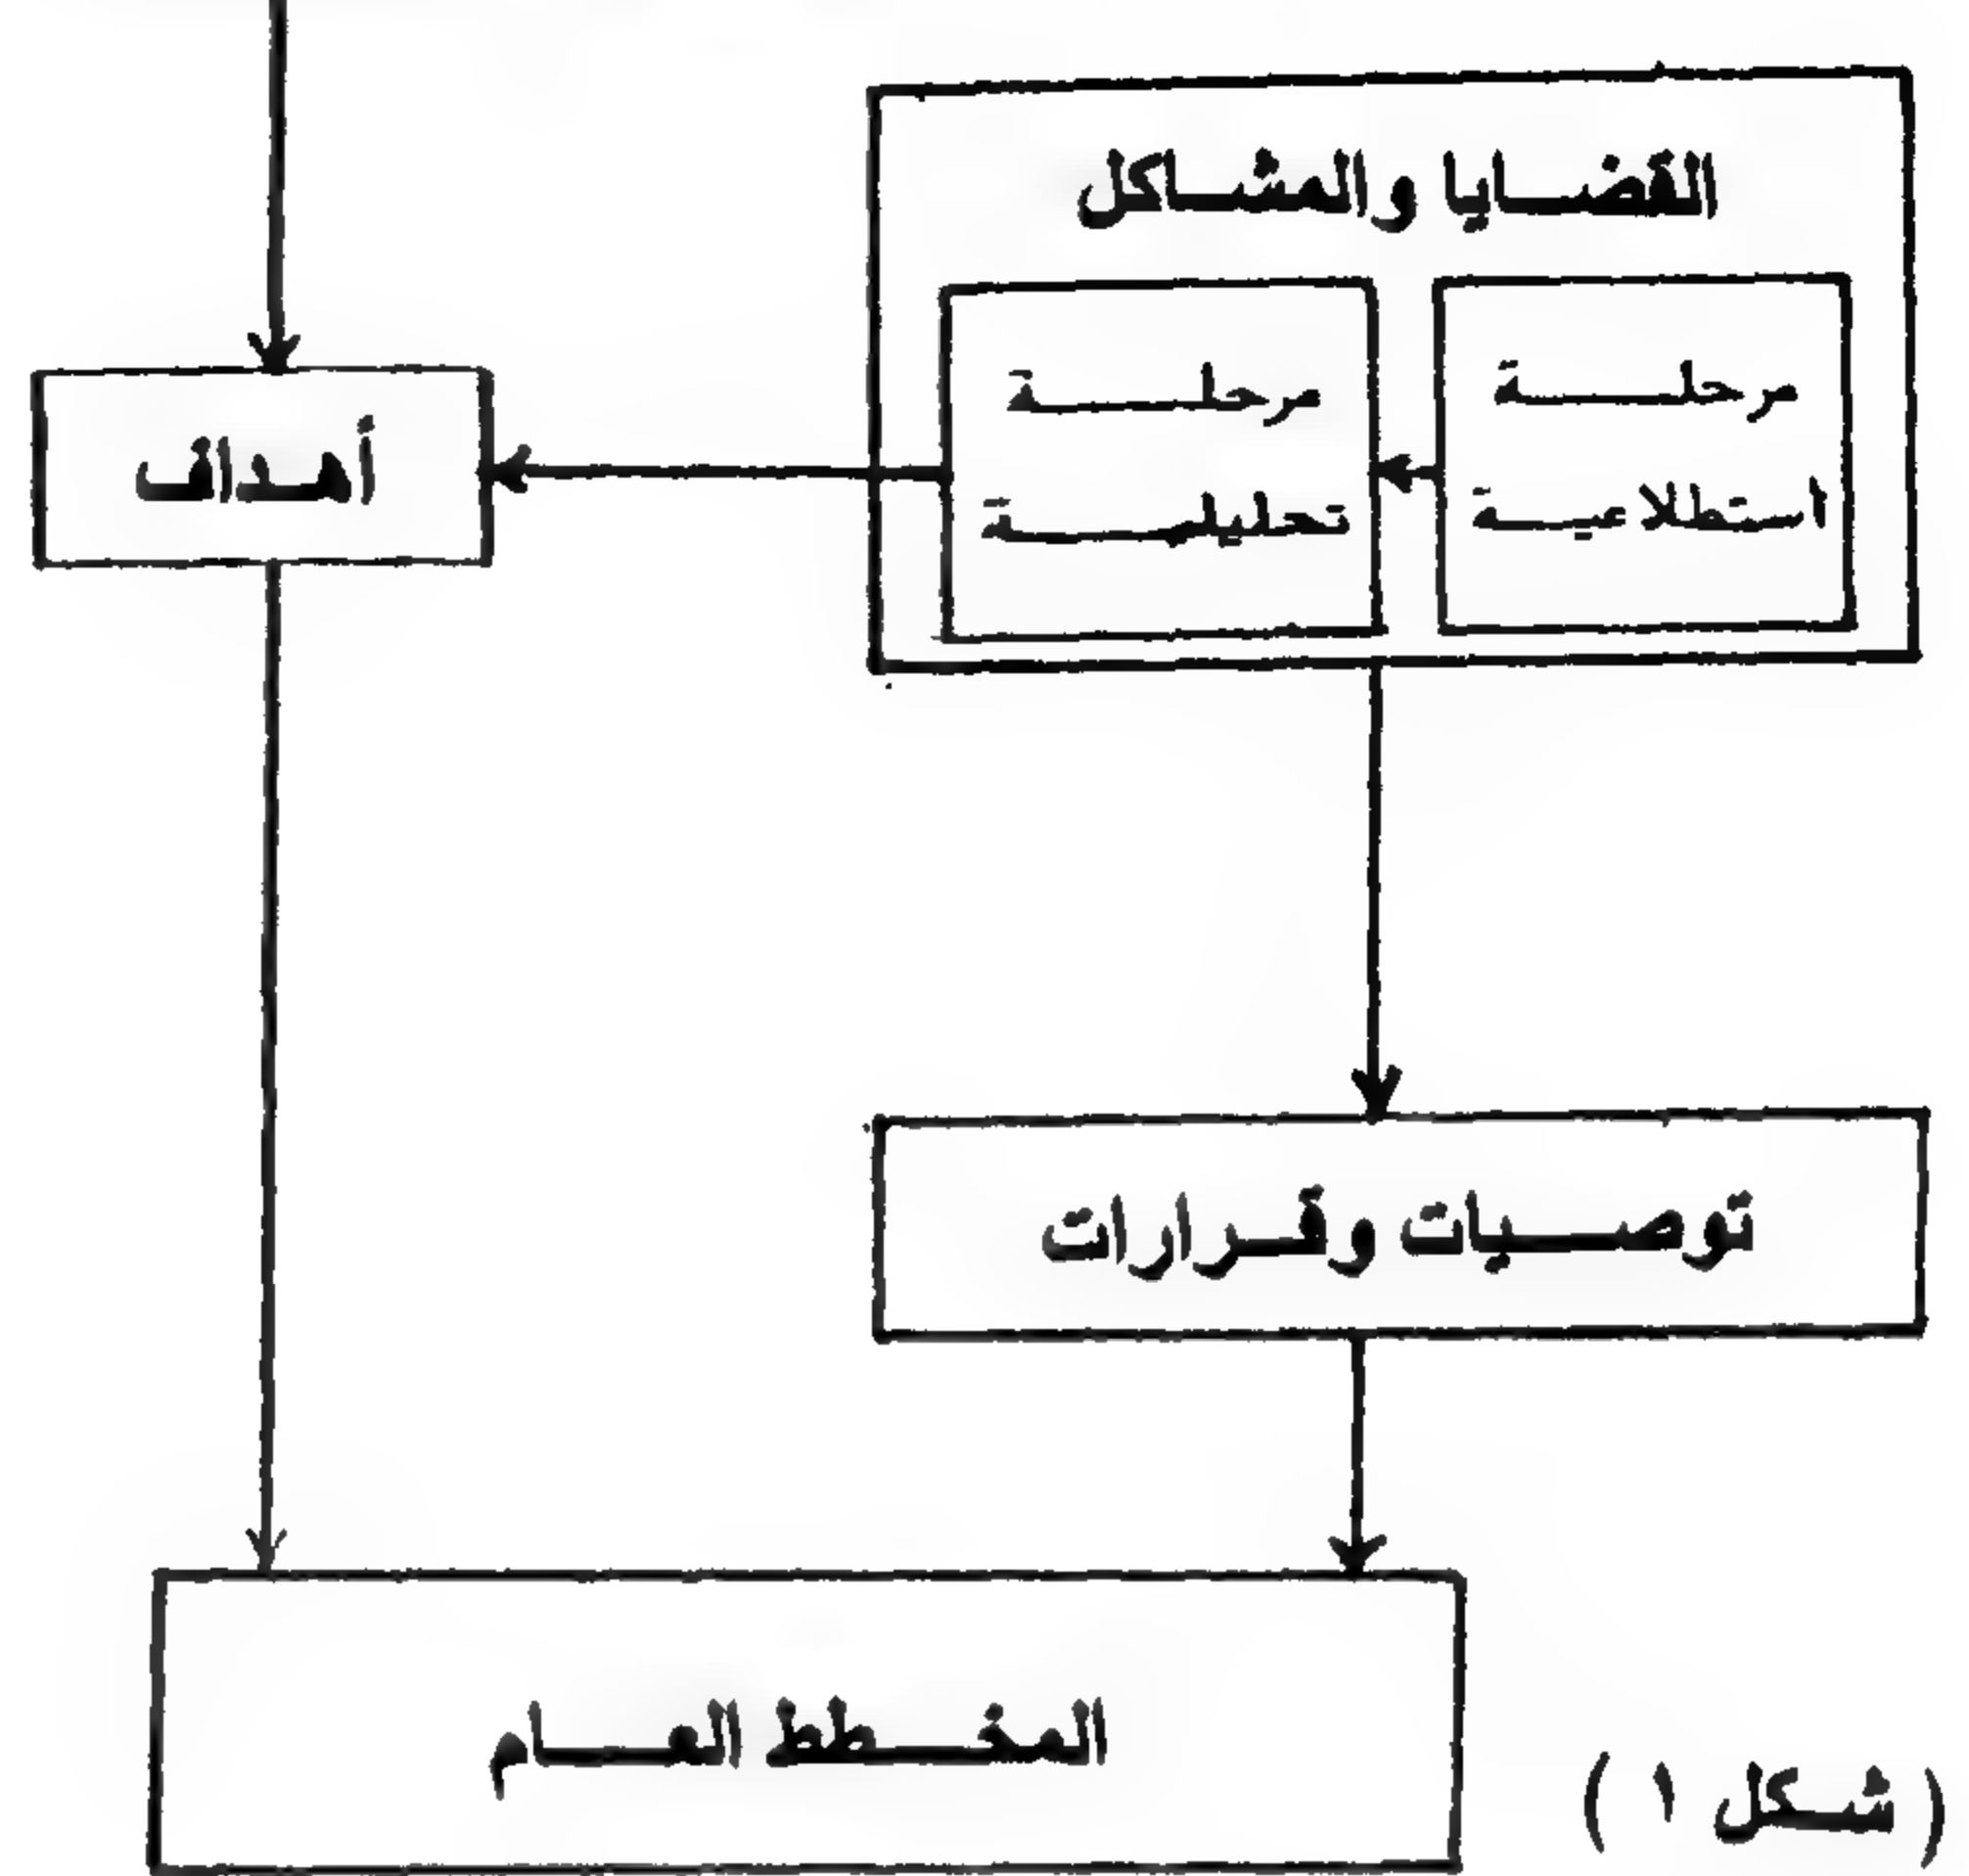 القضايا والمشاكل
مرحلة
استطلاعية
مرحلة
تحليلية
أهداف
توصيات وقرارات
المخطط العام
( شكل ١ )